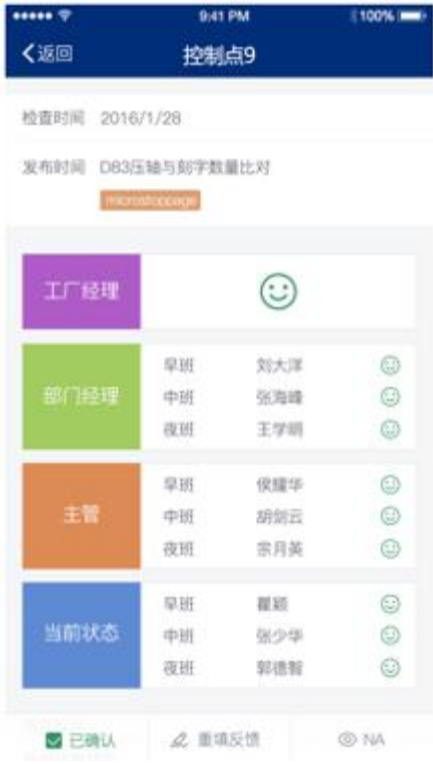 9:41 PM 100%
返回 控制点9
检查时间 2016/1/28
发布时间 D83压轴与刻字数量比对
microstoppage
工厂经理
部门经理
早班 刘大洋
中班 张海峰
夜班 王学明
主管
早班 侯耀华
中班 胡剑云
夜班 宗月英
当前状态
早班 瞿颖
中班 张少华
夜班 郭德智
已确认 重填反馈 NA